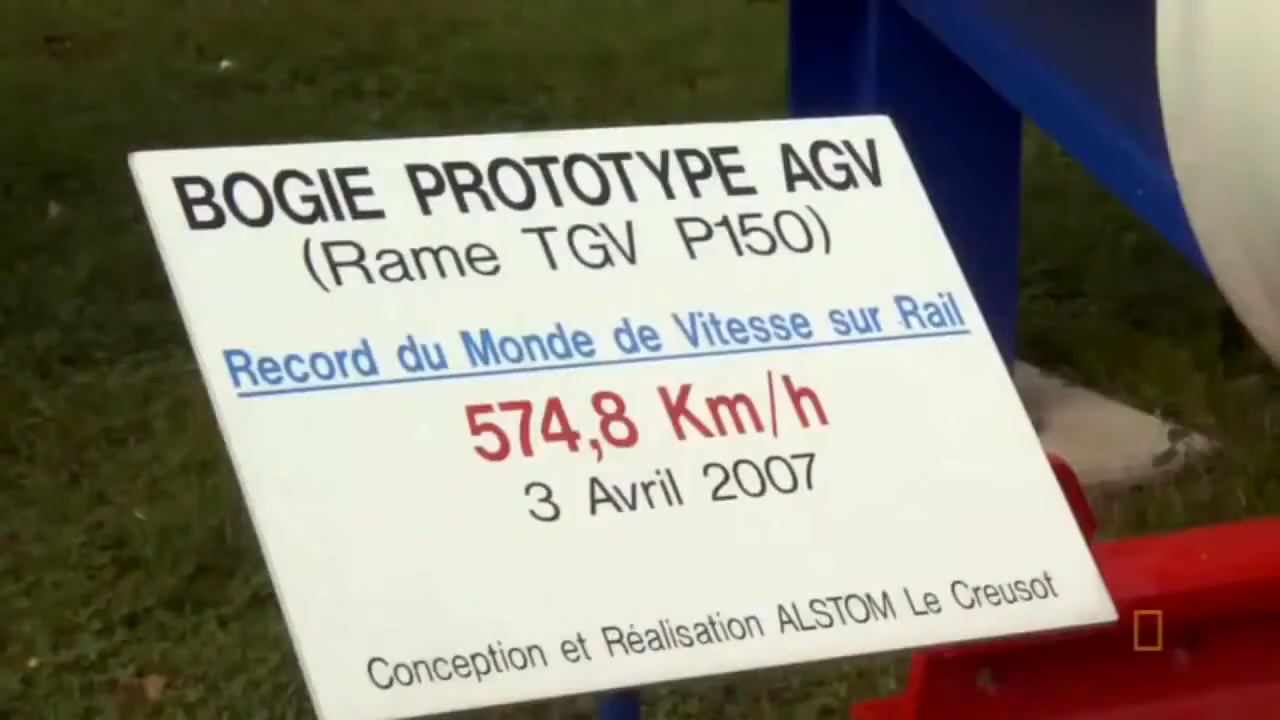 BOGIE PROTOTYPE AGV
(Rame TGV P150)
Record du Monde de Vitesse sur Rail
574,8 Km/h
3 Avril 2007
Conception et Réalisation ALSTOM Le Creusot